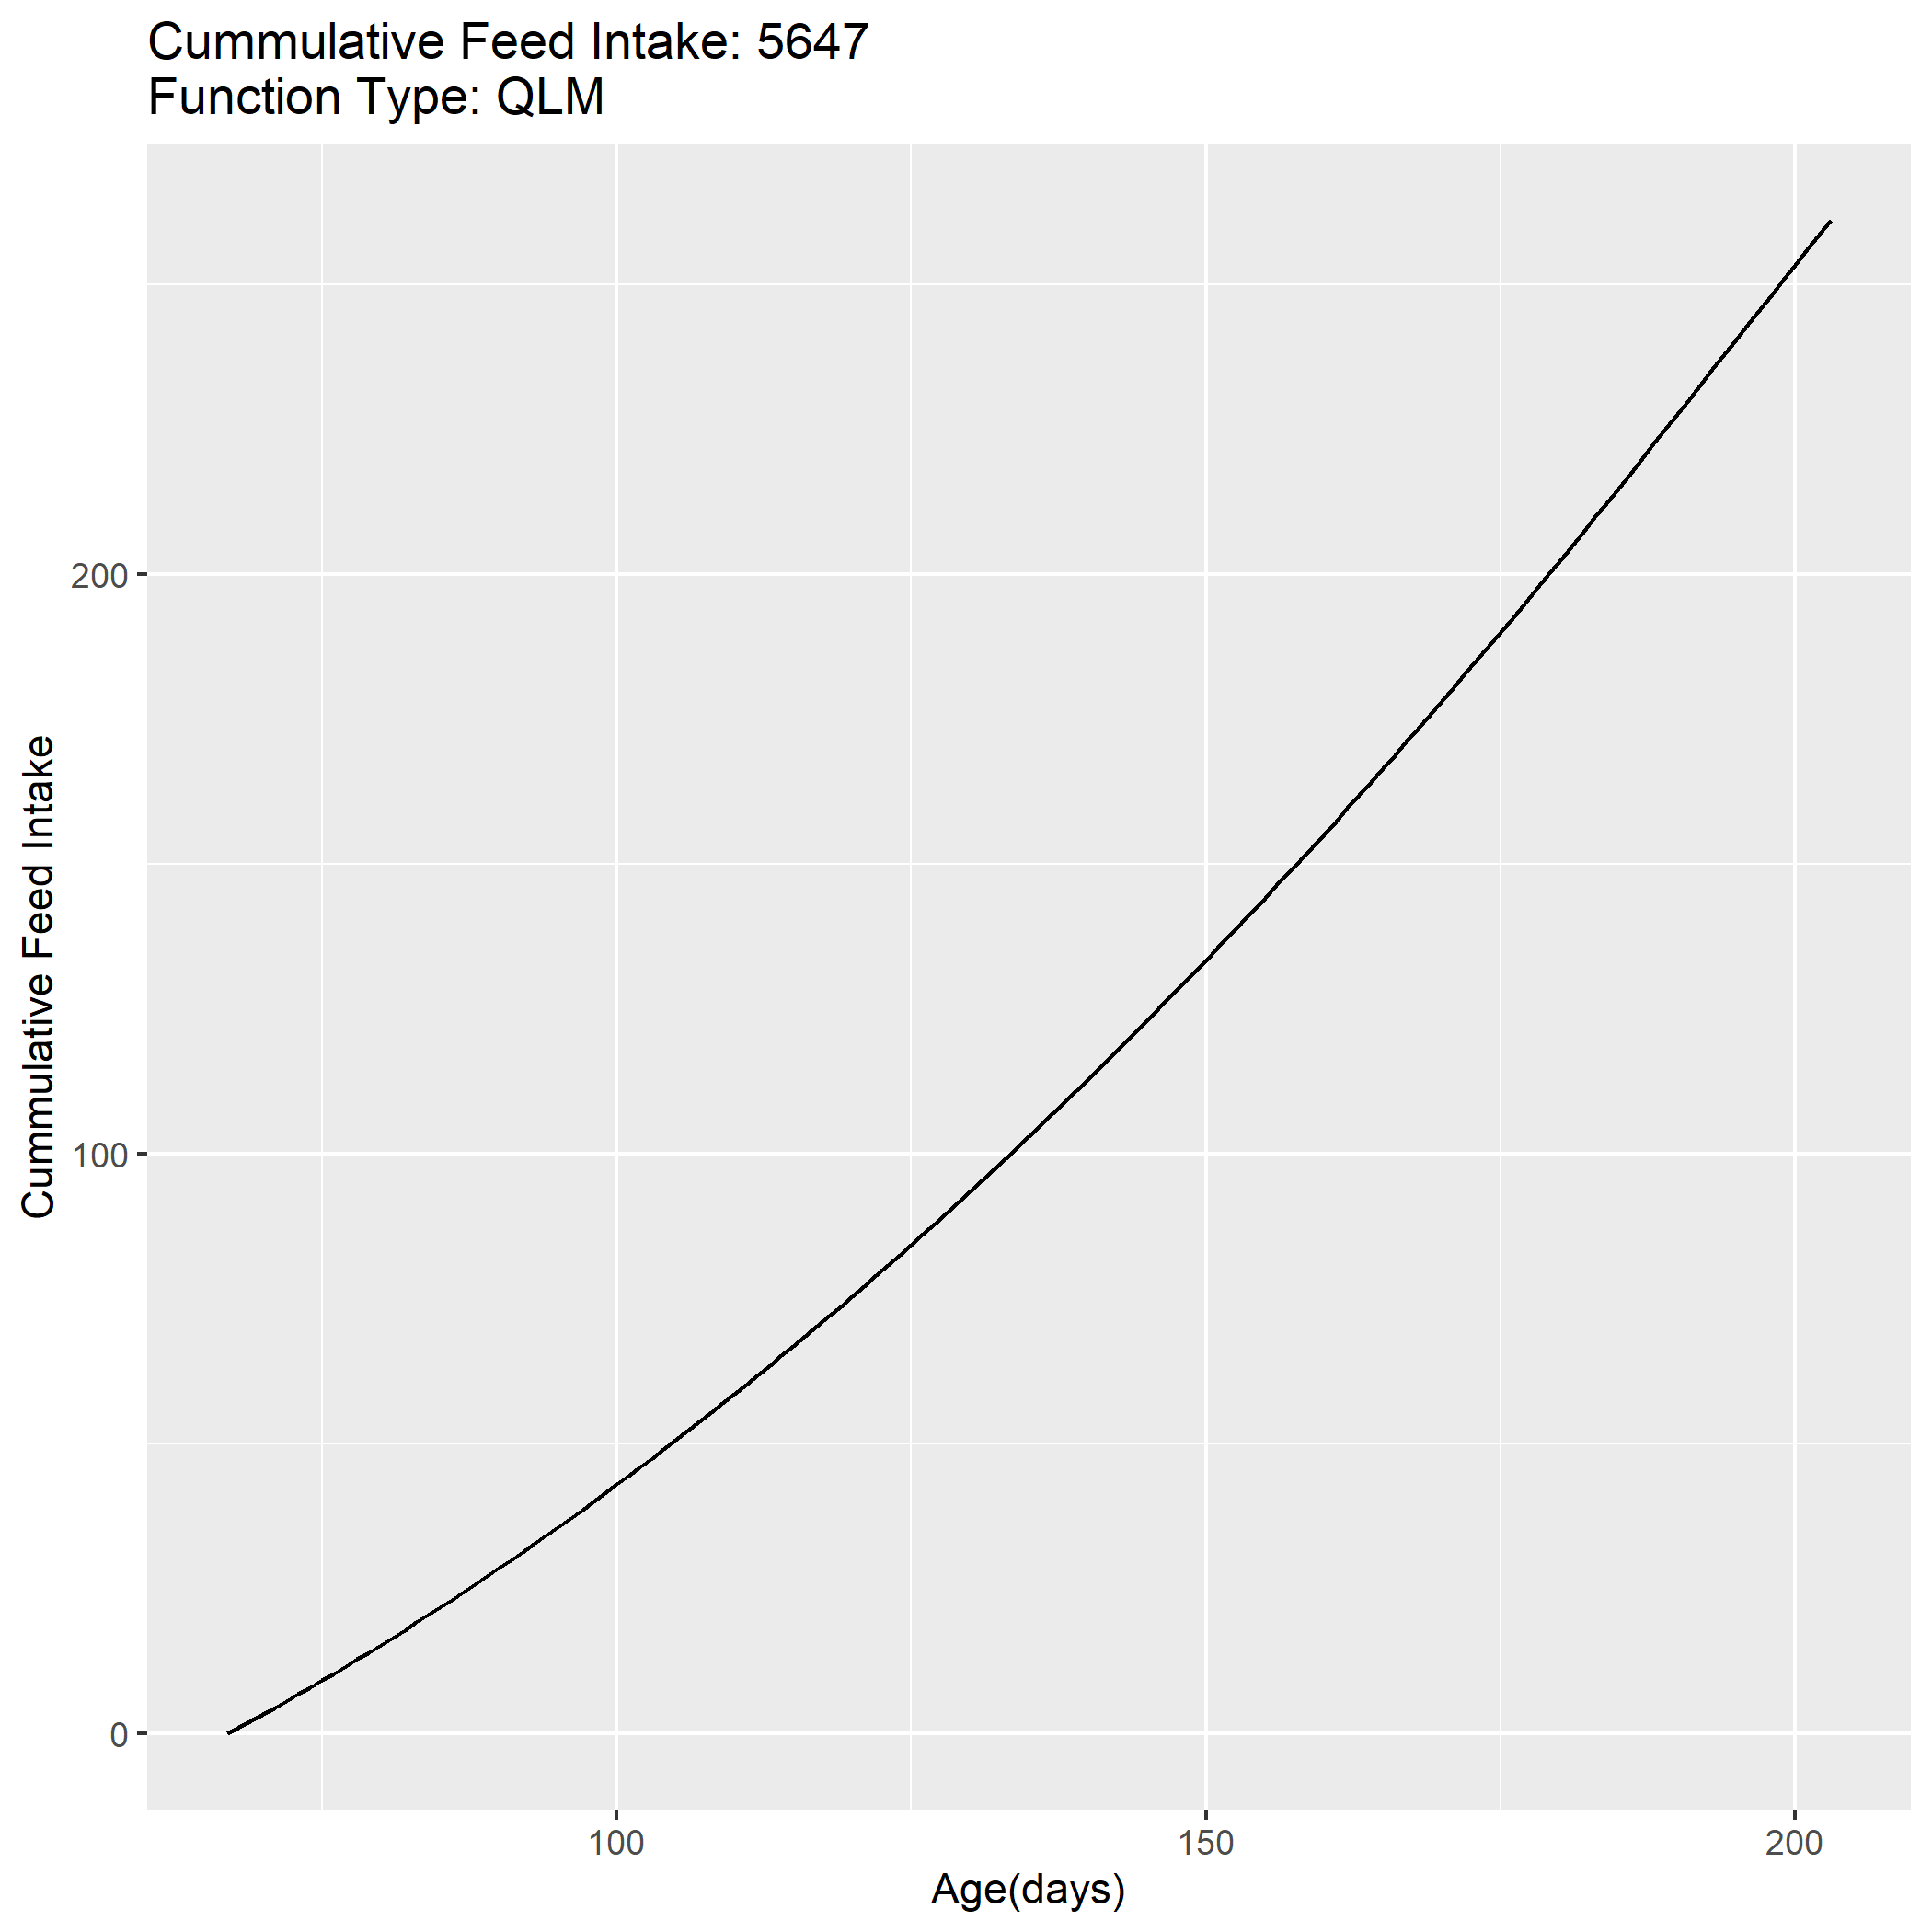 Cummulative Feed Intake: 5647
Function Type: QLM
Cummulative Feed Intake
200
100
0
100
150
200
Age(days)